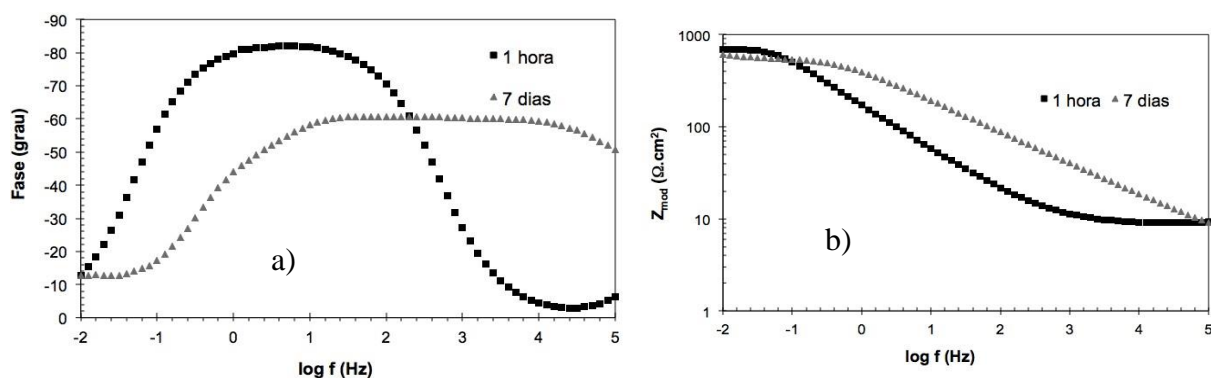 -90
-80
-70
-60
-50
-40
-30
-20
-10
0
Fase (grau)
1 hora
7 dias
a)
-2 -1 0 1 2 3 4 5
log f (Hz)
1000
100
10
1
Zmod (Ω.cm²)
1 hora 7 dias
b)
-2 -1 0 1 2 3 4 5
log f (Hz)